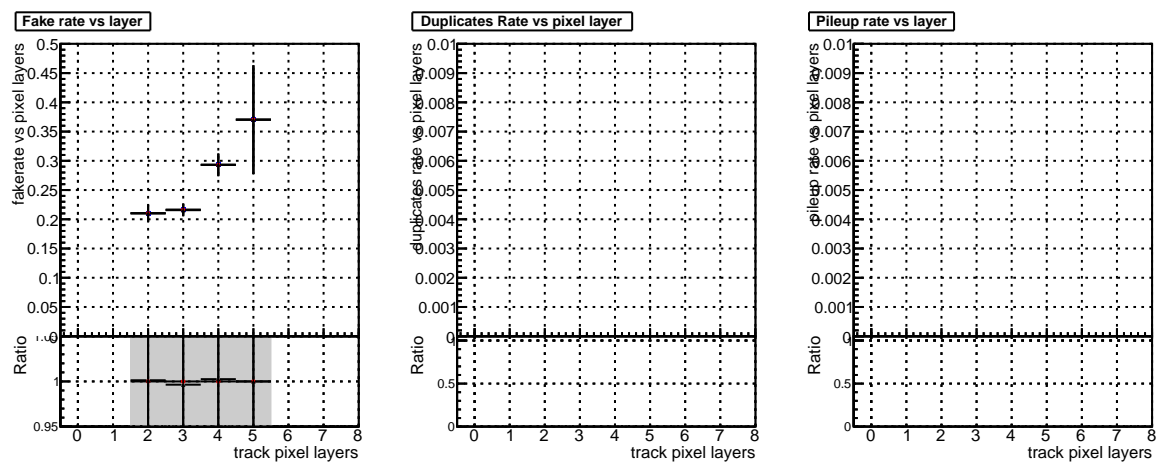 Fake rate vs layer
fakerate vs pixel layers
0.5
0.45
0.4
0.35
0.3
0.25
0.2
0.15
0.1
0.05
0
Ratio
1
0.95
0 1 2 3 4 5 6 7 8
track pixel layers
Duplicates Rate vs pixel layer
duplicates rate vs pixel layers
0.01
0.009
0.008
0.007
0.006
0.005
0.004
0.003
0.002
0.001
0
Ratio
1
0.5
0
0 1 2 3 4 5 6 7 8
track pixel layers
Pileup rate vs layer
pileup rate vs pixel layers
0.01
0.009
0.008
0.007
0.006
0.005
0.004
0.003
0.002
0.001
0
Ratio
1
0.5
0
0 1 2 3 4 5 6 7 8
track pixel layers